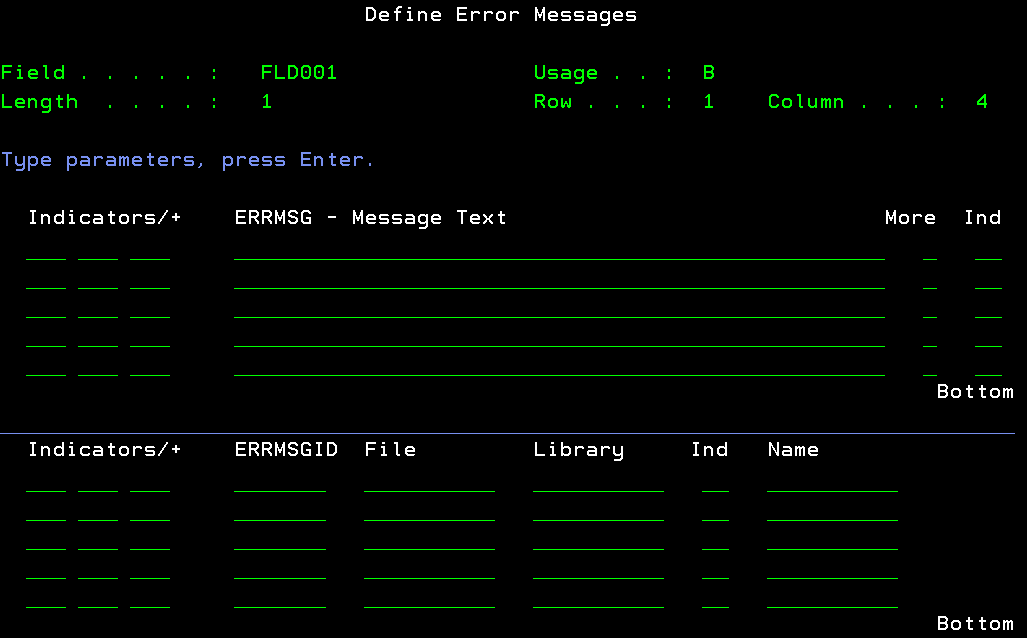 Define Error Messages
Field . . . . . :   FLD001               Usage . . :  B
Length  . . . . :   1                    Row . . . :  1    Column . . . :  4
Type parameters, press Enter.
Indicators/+    ERRMSG - Message Text                             More  Ind
Bottom
Indicators/+    ERRMSGID  File         Library     Ind   Name
Bottom